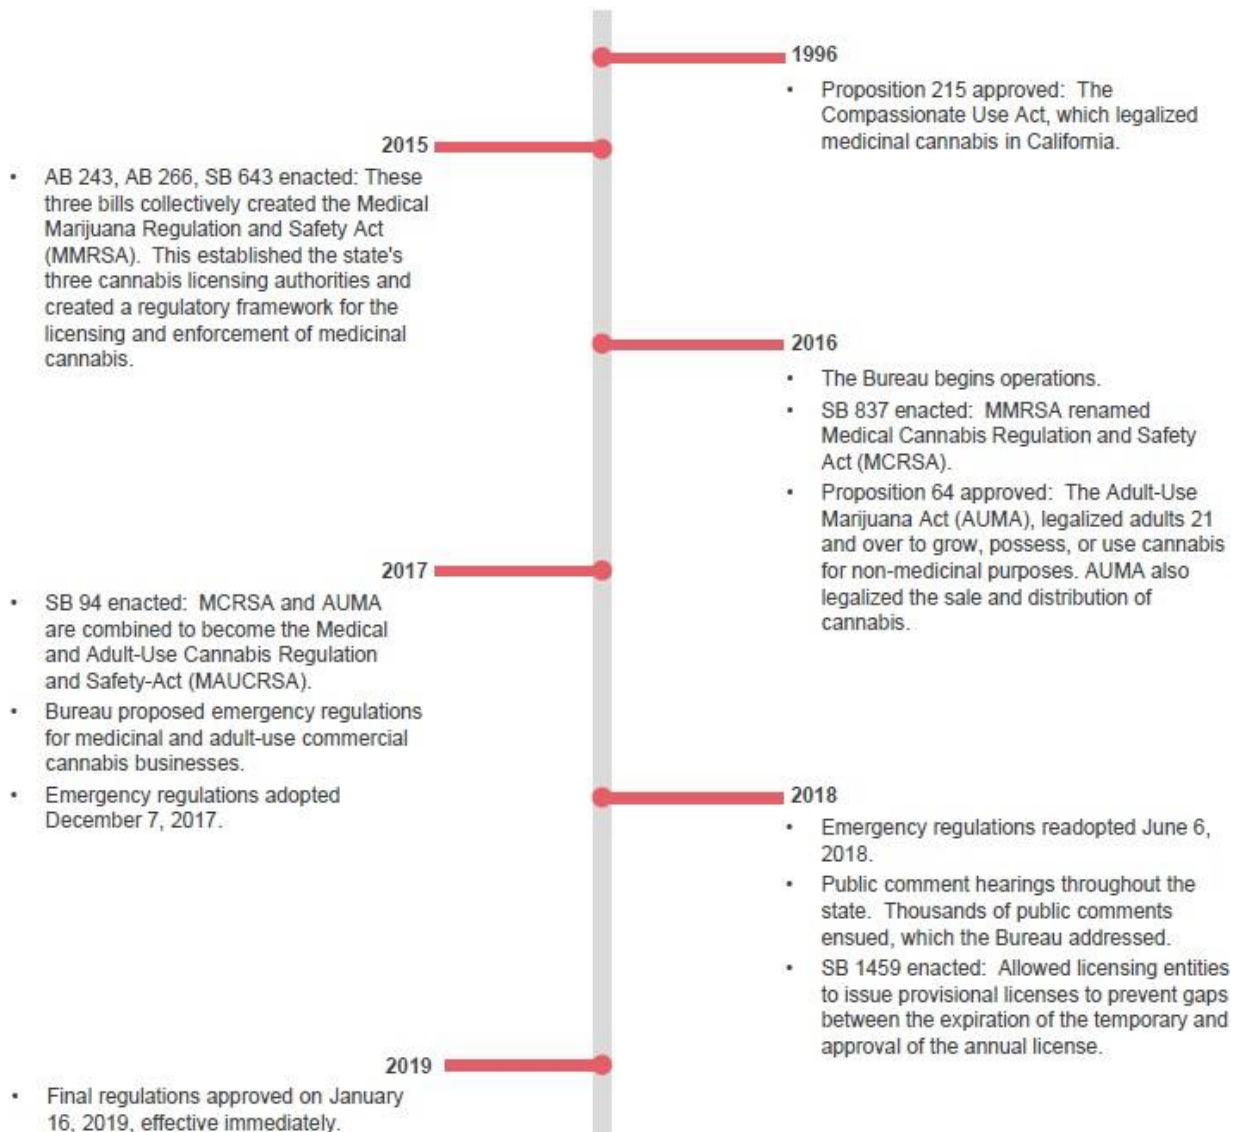 1996
• Proposition 215 approved:  The
Compassionate Use Act, which legalized
medicinal cannabis in California.
2015
• AB 243, AB 266, SB 643 enacted: These
three bills collectively created the Medical
Marijuana Regulation and Safety Act
(MMRSA).  This established the state's
three cannabis licensing authorities and
created a regulatory framework for the
licensing and enforcement of medicinal
cannabis.
2016
• The Bureau begins operations.
• SB 837 enacted:  MMRSA renamed
Medical Cannabis Regulation and Safety
Act (MCRSA).
• Proposition 64 approved:  The Adult-Use
Marijuana Act (AUMA), legalized adults 21
and over to grow, possess, or use cannabis
for non-medicinal purposes. AUMA also
legalized the sale and distribution of
cannabis.
2017
• SB 94 enacted:  MCRSA and AUMA
are combined to become the Medical
and Adult-Use Cannabis Regulation
and Safety-Act (MAUCRSA).
• Bureau proposed emergency regulations
for medicinal and adult-use commercial
cannabis businesses.
• Emergency regulations adopted
December 7, 2017.
2018
• Emergency regulations readopted June 6,
2018.
• Public comment hearings throughout the
state.  Thousands of public comments
ensued, which the Bureau addressed.
• SB 1459 enacted:  Allowed licensing entities
to issue provisional licenses to prevent gaps
between the expiration of the temporary and
approval of the annual license.
2019
• Final regulations approved on January
16, 2019, effective immediately.